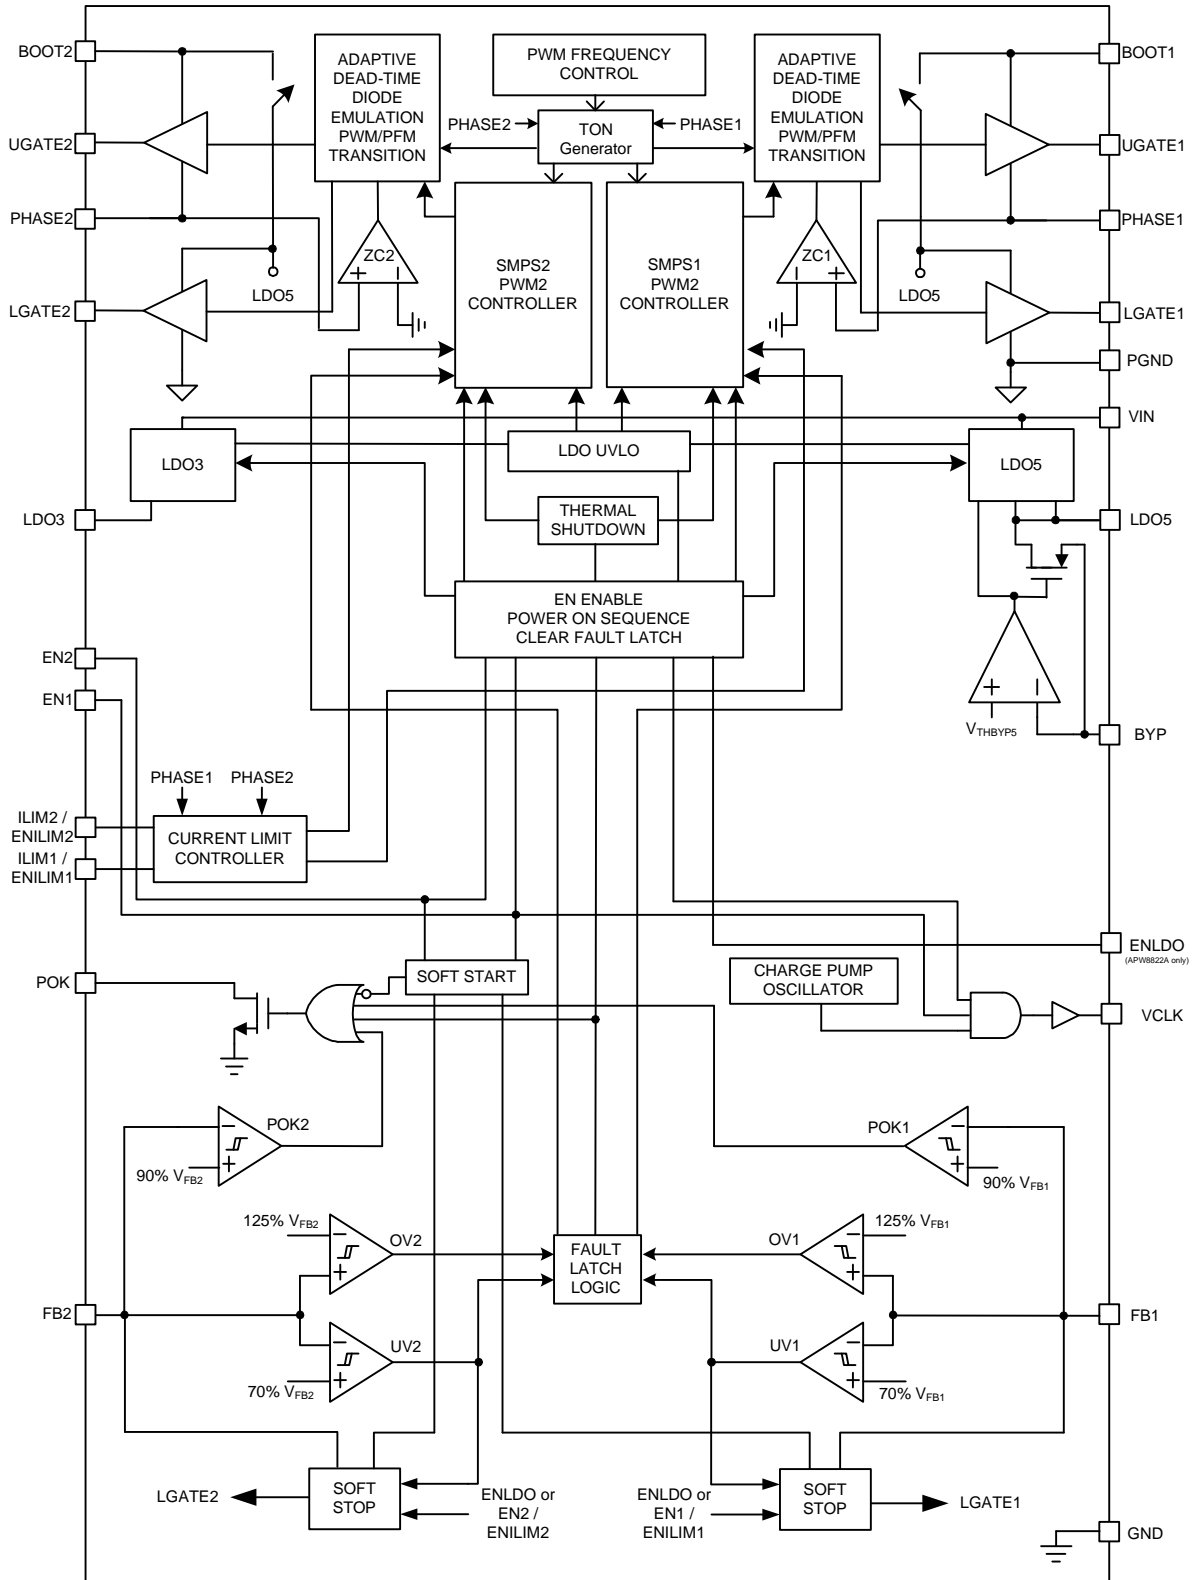 BOOT2
UGATE2
PHASE2
LGATE2
ADAPTIVE
DEAD-TIME
DIODE
EMULATION
PWM/PFM
TRANSITION
PWM FREQUENCY
CONTROL
PHASE2
TON
Generator
PHASE1
ADAPTIVE
DEAD-TIME
DIODE
EMULATION
PWM/PFM
TRANSITION
BOOT1
UGATE1
PHASE1
LGATE1
PGND
VIN
LDO5
ZC2
+
−
SMPS2
PWM2
CONTROLLER
SMPS1
PWM2
CONTROLLER
ZC1
−
+
LDO5
LDO3
LDO UVLO
LDO5
LDO3
THERMAL
SHUTDOWN
LDO5
EN ENABLE
POWER ON SEQUENCE
CLEAR FAULT LATCH
EN2
EN1
+
−
VTHBYP5
BYP
PHASE1
PHASE2
ILIM2 /
ENILIM2
ILIM1 /
ENILIM1
CURRENT LIMIT
CONTROLLER
ENLDO
(APW8822A only)
POK
SOFT START
CHARGE PUMP
OSCILLATOR
VCLK
−
+
POK2
90% VFB2
POK1
−
+
90% VFB1
125% VFB2
−
+
OV2
FAULT
LATCH
LOGIC
OV1
−
+
125% VFB1
FB2
FB1
−
+
UV2
70% VFB2
UV1
−
+
70% VFB1
LGATE2
SOFT
STOP
ENLDO or
EN2 /
ENILIM2
ENLDO or
EN1 /
ENILIM1
SOFT
STOP
LGATE1
GND